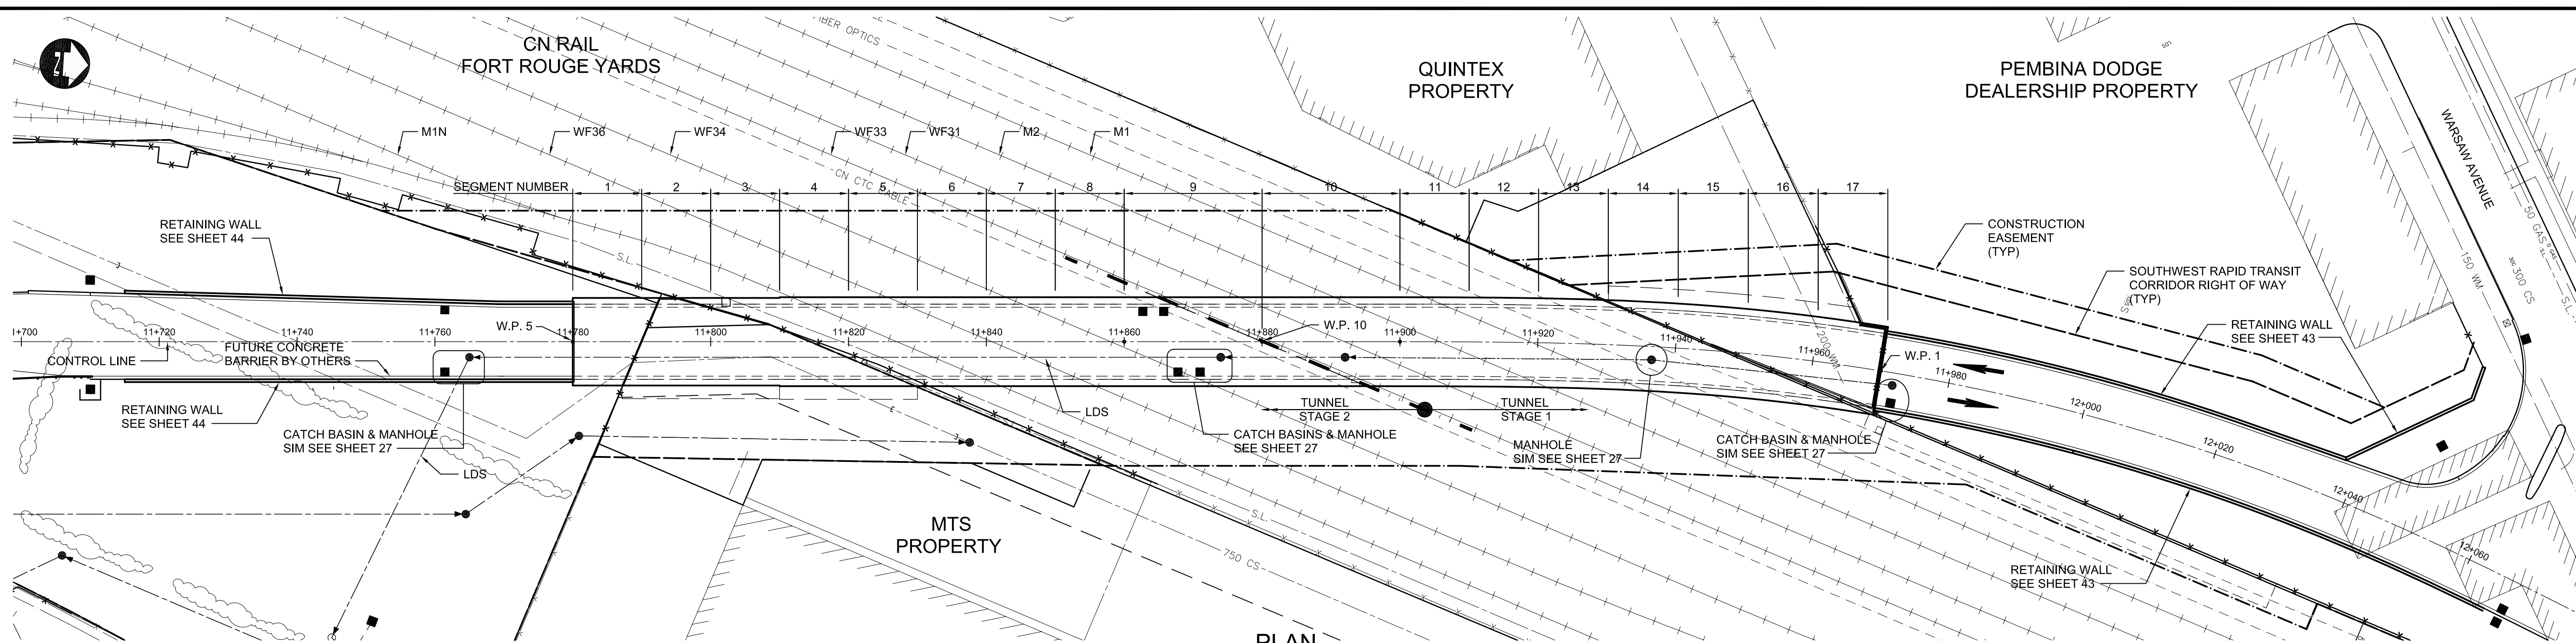 CN RAIL
FORT ROUGE YARDS
FIBER OPTICS
QUINTEX
PROPERTY
PEMBINA DODGE
DEALERSHIP PROPERTY
WARSAW AVENUE
M1N
WF36
WF34
WF33
WF31
M2
M1
CN CTC CABLE
SEGMENT NUMBER
1
2
3
4
5
6
7
8
9
10
11
12
13
14
15
16
17
RETAINING WALL
SEE SHEET 44
S.L.
CONSTRUCTION
EASEMENT
(TYP)
SOUTHWEST RAPID TRANSIT
CORRIDOR RIGHT OF WAY
(TYP)
50 GAS
300 CS
150 WM
S.L.
RETAINING WALL
SEE SHEET 43
W.P. 5
W.P. 10
W.P. 1
200 WM
11+700
11+720
11+740
11+760
11+780
11+800
11+820
11+840
11+860
11+880
11+900
11+920
11+940
11+960
11+980
12+000
12+020
12+040
12+060
CONTROL LINE
FUTURE CONCRETE
BARRIER BY OTHERS
RETAINING WALL
SEE SHEET 44
CATCH BASIN & MANHOLE
SIM SEE SHEET 27
LDS
LDS
TUNNEL
STAGE 2
TUNNEL
STAGE 1
CATCH BASINS & MANHOLE
SEE SHEET 27
MANHOLE
SIM SEE SHEET 27
CATCH BASIN & MANHOLE
SIM SEE SHEET 27
S.L.
S.L.
750 CS
MTS
PROPERTY
RETAINING WALL
SEE SHEET 43
PLAN